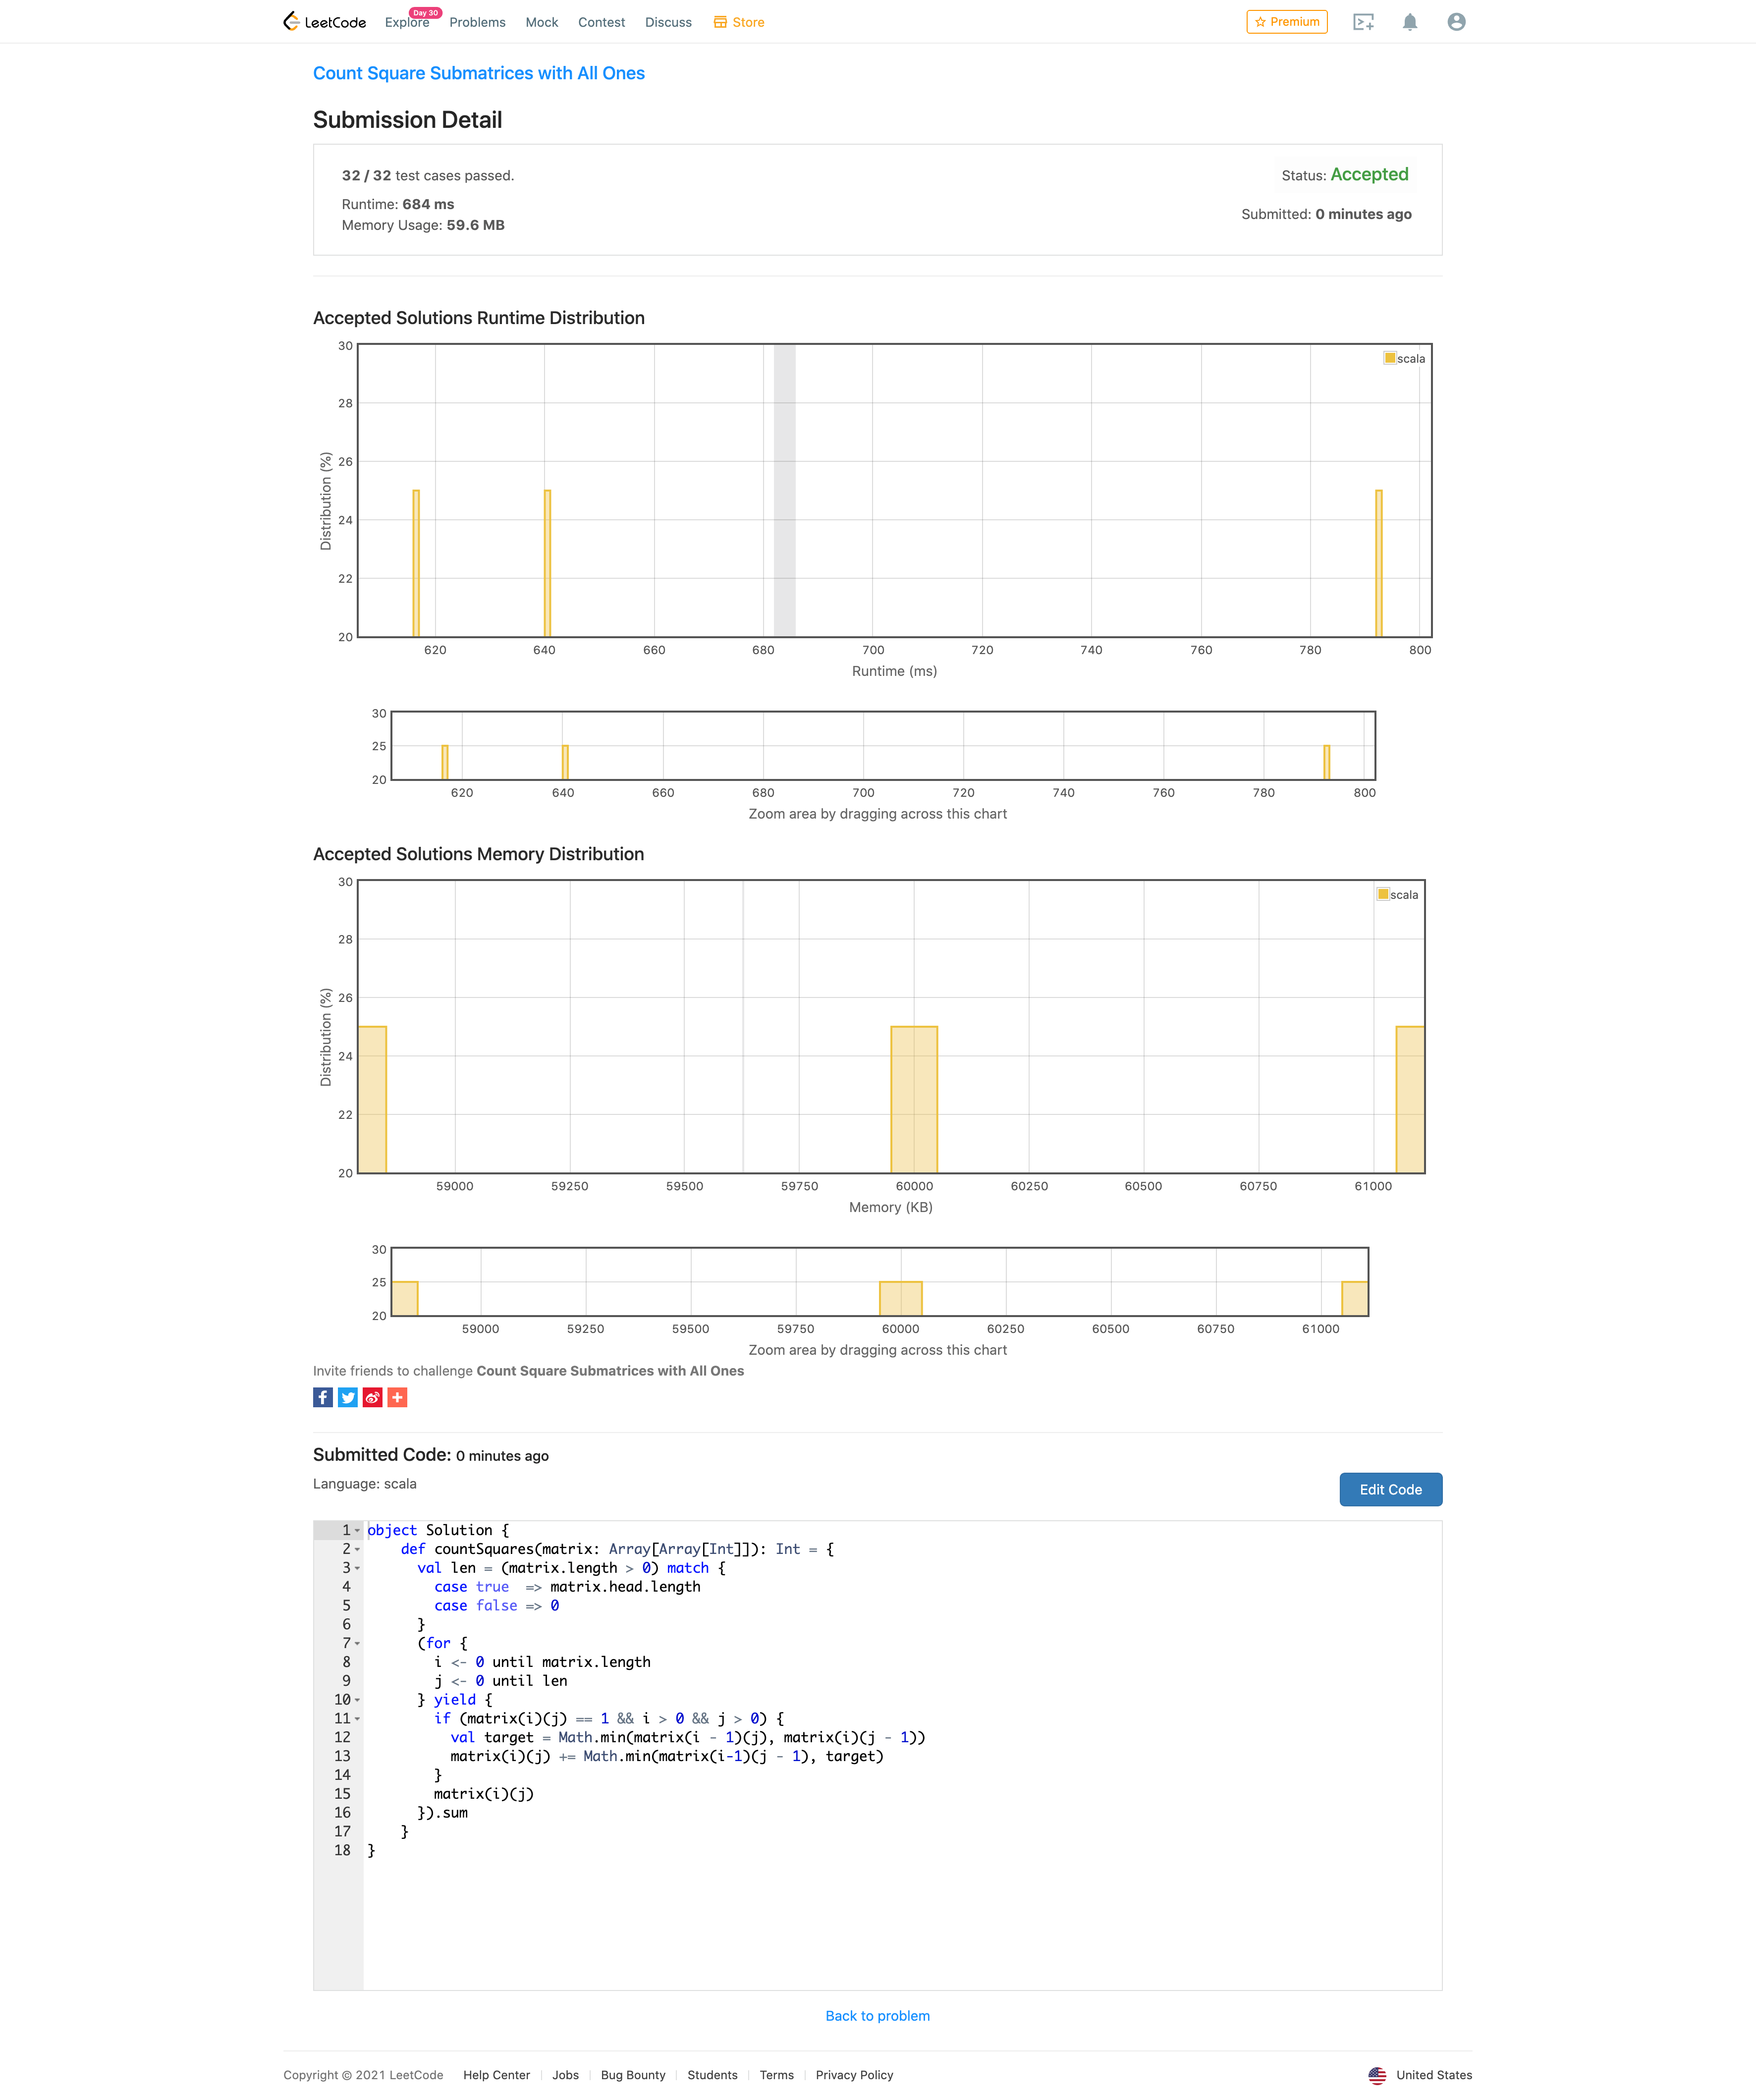 LeetCode Explore Day 30 Problems Mock Contest Discuss Store Premium
Count Square Submatrices with All Ones
Submission Detail
32 / 32 test cases passed.
Status: Accepted
Runtime: 684 ms
Submitted: 0 minutes ago
Memory Usage: 59.6 MB
Accepted Solutions Runtime Distribution
scala
30
28
26
24
22
20
Distribution (%)
620 640 660 680 700 720 740 760 780 800
Runtime (ms)
30
25
20
620 640 660 680 700 720 740 760 780 800
Zoom area by dragging across this chart
Accepted Solutions Memory Distribution
scala
30
28
26
24
22
20
Distribution (%)
59000 59250 59500 59750 60000 60250 60500 60750 61000
Memory (KB)
30
25
20
59000 59250 59500 59750 60000 60250 60500 60750 61000
Zoom area by dragging across this chart
Invite friends to challenge Count Square Submatrices with All Ones
Submitted Code: 0 minutes ago
Language: scala
Edit Code
1 object Solution {
2     def countSquares(matrix: Array[Array[Int]]): Int = {
3       val len = (matrix.length > 0) match {
4         case true  => matrix.head.length
5         case false => 0
6       }
7       (for {
8         i <- 0 until matrix.length
9         j <- 0 until len
10       } yield {
11         if (matrix(i)(j) == 1 && i > 0 && j > 0) {
12           val target = Math.min(matrix(i - 1)(j), matrix(i)(j - 1))
13           matrix(i)(j) += Math.min(matrix(i-1)(j - 1), target)
14         }
15         matrix(i)(j)
16       }).sum
17     }
18 }
Back to problem
Copyright © 2021 LeetCode Help Center Jobs Bug Bounty Students Terms Privacy Policy United States